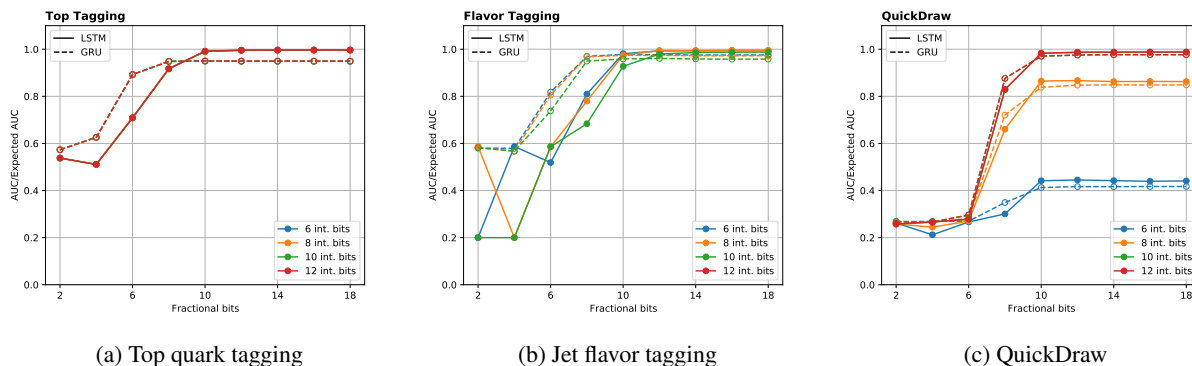 Top Tagging
LSTM
GRU
AUC/Expected AUC
1.0
0.8
0.6
0.4
0.2
0.0
6 int. bits
8 int. bits
10 int. bits
12 int. bits
2 6 10 14 18
Fractional bits
(a) Top quark tagging
Flavor Tagging
LSTM
GRU
AUC/Expected AUC
1.0
0.8
0.6
0.4
0.2
0.0
6 int. bits
8 int. bits
10 int. bits
12 int. bits
2 6 10 14 18
Fractional bits
(b) Jet flavor tagging
QuickDraw
LSTM
GRU
AUC/Expected AUC
1.0
0.8
0.6
0.4
0.2
0.0
6 int. bits
8 int. bits
10 int. bits
12 int. bits
2 6 10 14 18
Fractional bits
(c) QuickDraw